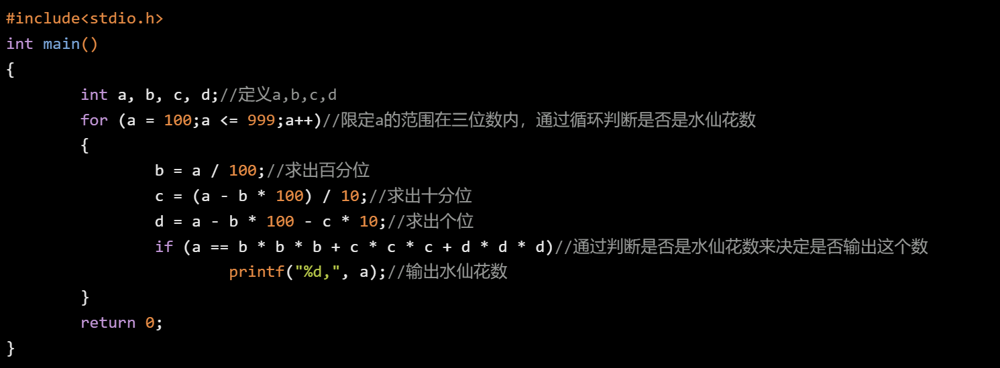 #include<stdio.h>
int main()
{
int a, b, c, d;//定义a,b,c,d
for (a = 100;a <= 999;a++)//限定a的范围在三位数内，通过循环判断是否是水仙花数
{
b = a / 100;//求出百分位
c = (a - b * 100) / 10;//求出十分位
d = a - b * 100 - c * 10;//求出个位
if (a == b * b * b + c * c * c + d * d * d)//通过判断是否是水仙花数来决定是否输出这个数
printf("%d,", a);//输出水仙花数
}
return 0;
}